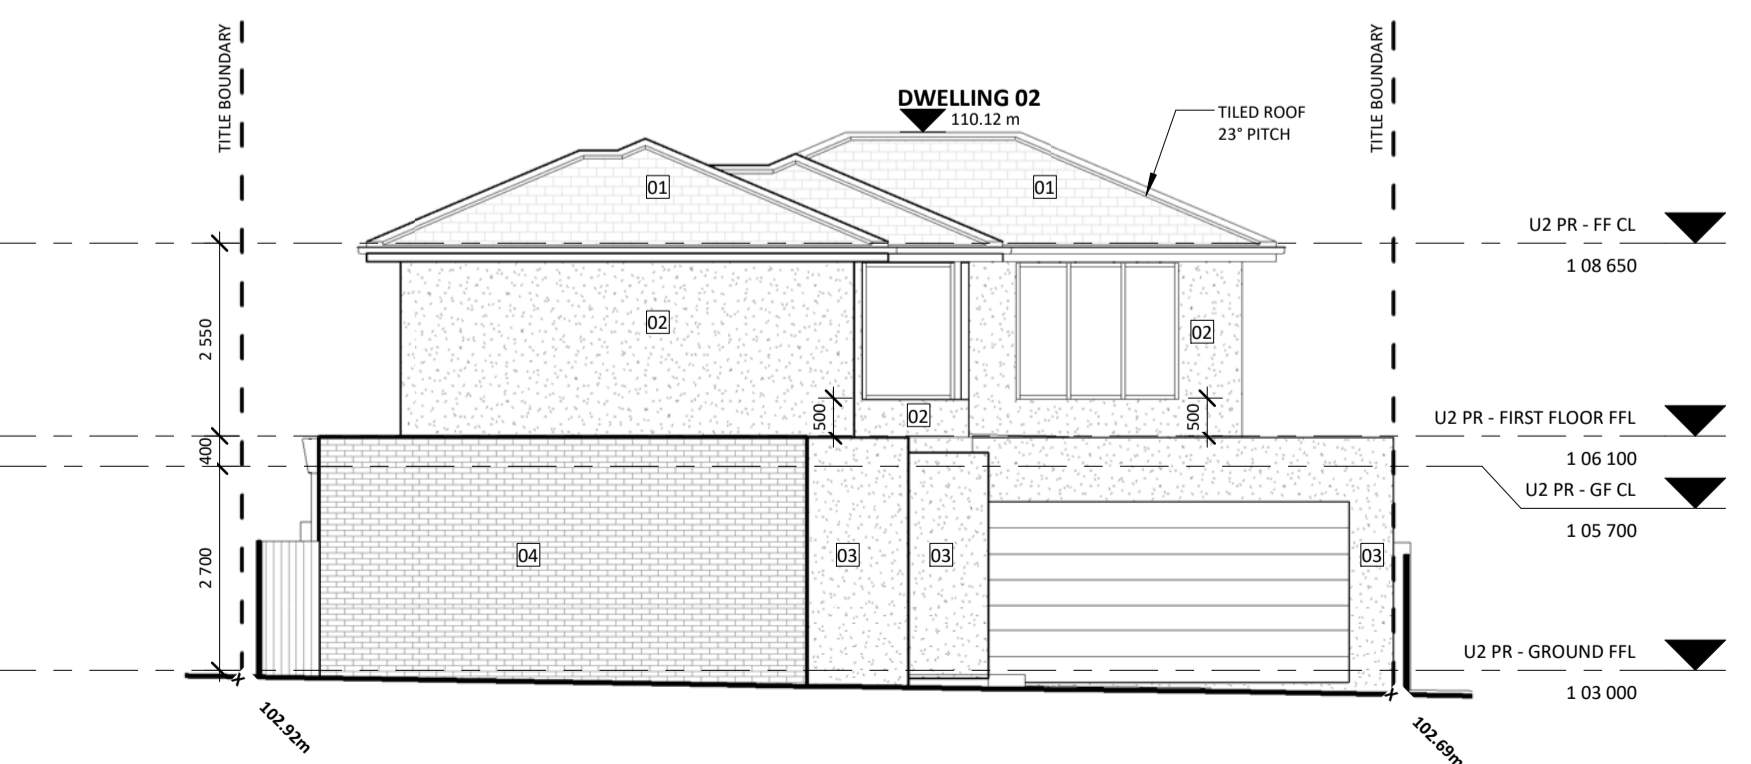 TITLE BOUNDARY
TITLE BOUNDARY
DWELLING 02
110.12 m
TILED ROOF
23° PITCH
01
01
U2 PR - FF CL
1 08 650
2 550
02
02
500
02
500
U2 PR - FIRST FLOOR FFL
1 06 100
400
U2 PR - GF CL
1 05 700
2 700
04
03
03
03
U2 PR - GROUND FFL
1 03 000
102.92m
102.69m